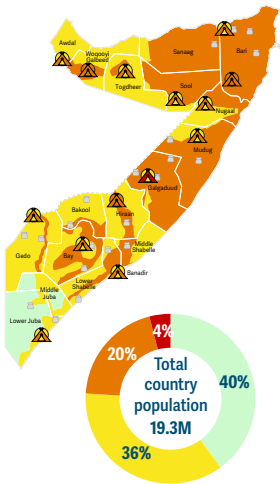 Awdal
Woqooyi
Galbeed
Togdheer
Sanaag
Bari
Sool
Nugaal
Mudug
Galgaduud
Hiraan
Bakool
Gedo
Bay
Middle
Shabelle
Banadir
Lower
Shabelle
Middle
Juba
Lower Juba
4%
20%
40%
36%
Total
country
population
19.3M